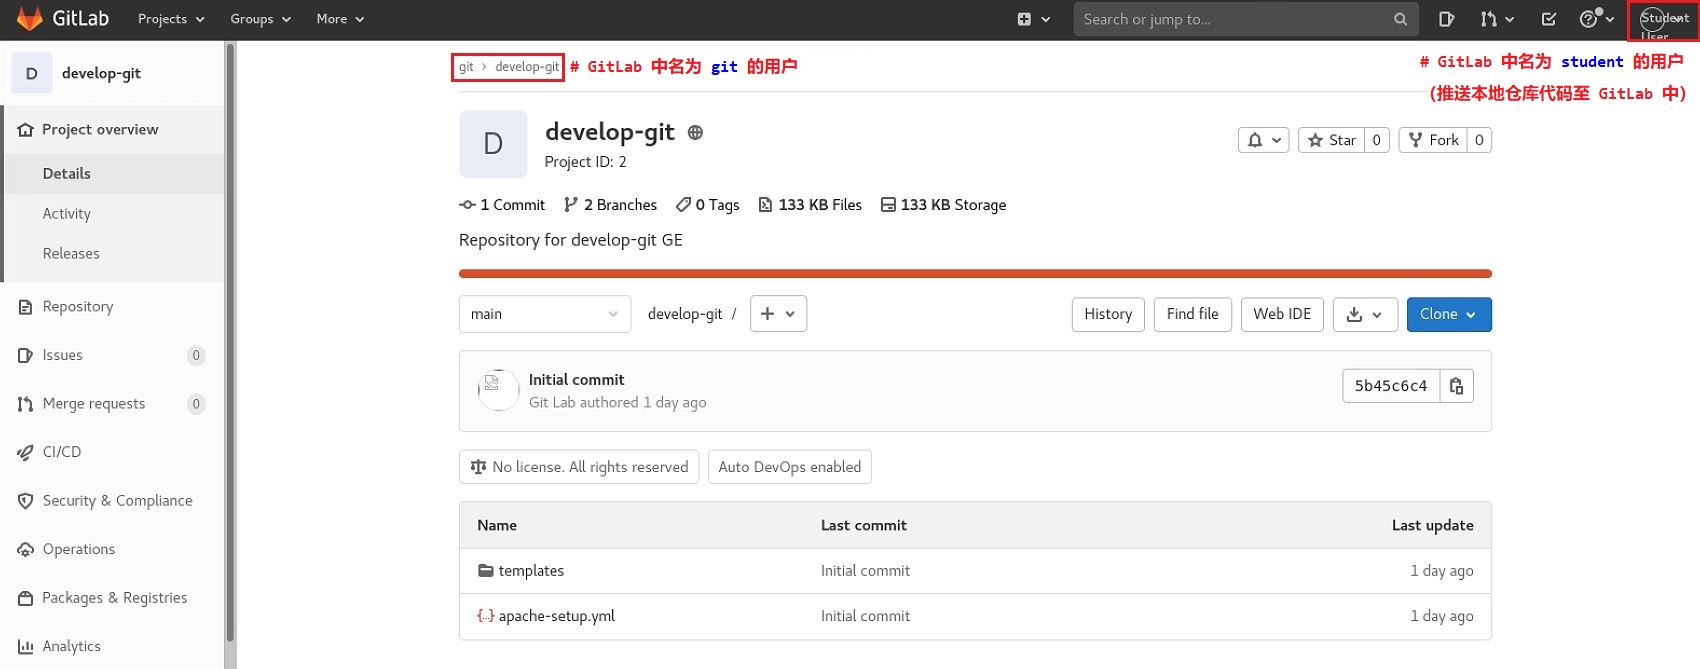 GitLab Projects Groups More Search or jump to... Student User
D develop-git
git > develop-git # GitLab 中名为 git 的用户
# GitLab 中名为 student 的用户
(推送本地仓库代码至 GitLab 中)
Project overview
Details
Activity
Releases
Repository
Issues 0
Merge requests 0
CI/CD
Security & Compliance
Operations
Packages & Registries
Analytics
D
develop-git
Project ID: 2
Star 0 Fork 0
1 Commit 2 Branches 0 Tags 133 KB Files 133 KB Storage
Repository for develop-git GE
main develop-git / + History Find file Web IDE Clone
Initial commit
Git Lab authored 1 day ago
5b45c6c4
No license. All rights reserved Auto DevOps enabled
Name Last commit Last update
templates Initial commit 1 day ago
apache-setup.yml Initial commit 1 day ago